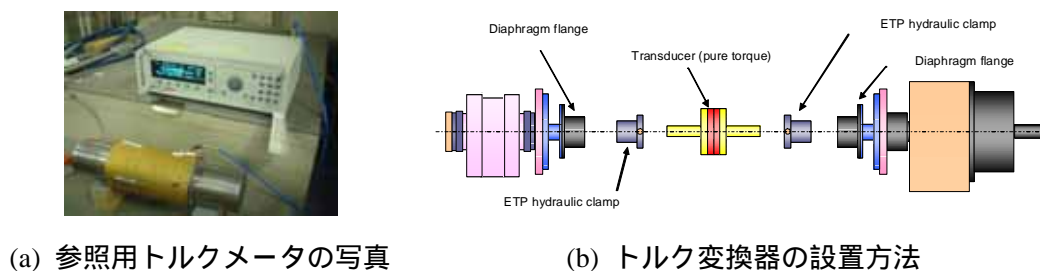 Diaphragm flange
Transducer (pure torque)
ETP hydraulic clamp
Diaphragm flange
ETP hydraulic clamp
(a) 参照用トルクメータの写真
(b) トルク変換器の設置方法